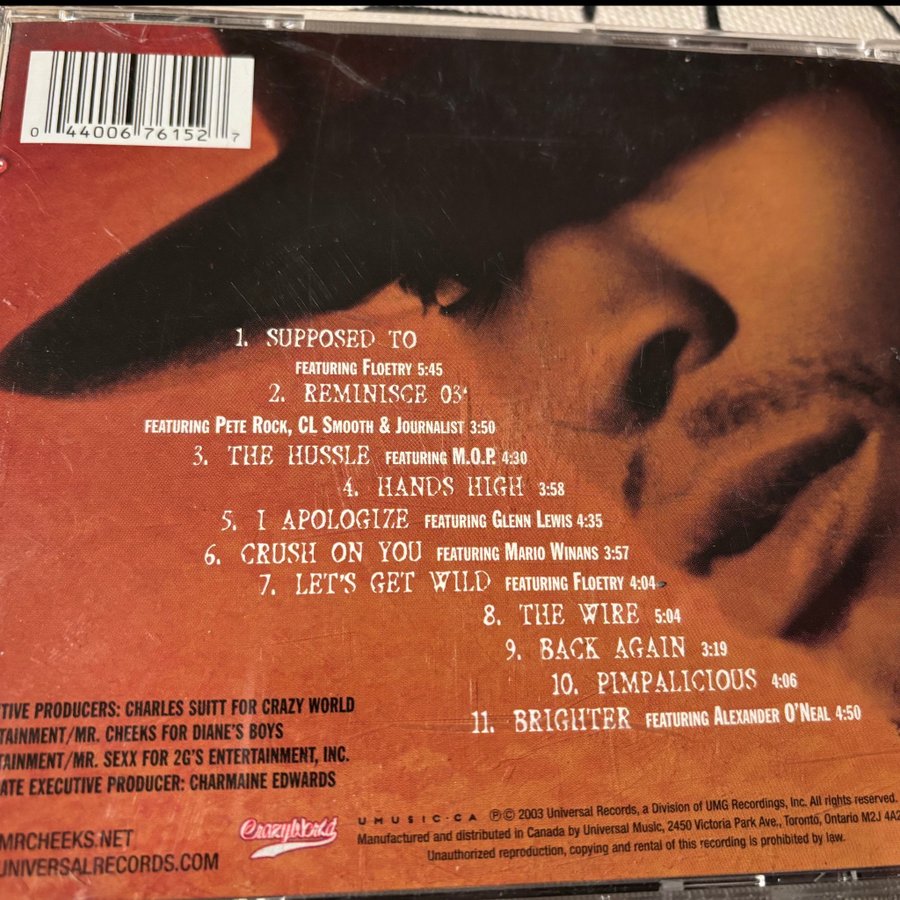 0 44006 76152 7
1. SUPPOSED TO
FEATURING FLOETRY 5:45
2. REMINISCE 03'
FEATURING PETE ROCK, CL SMOOTH & JOURNALIST 3:50
3. THE HUSSLE FEATURING M.O.P. 4:30
4. HANDS HIGH 3:58
5. I APOLOGIZE FEATURING GLENN LEWIS 4:35
6. CRUSH ON YOU FEATURING MARIO WINANS 3:57
7. LET'S GET WILD FEATURING FLOETRY 4:04
8. THE WIRE 5:04
9. BACK AGAIN 3:19
10. PIMPALICIOUS 4:06
11. BRIGHTER FEATURING ALEXANDER O'NEAL 4:50
TIVE PRODUCERS: CHARLES SUITT FOR CRAZY WORLD
TAINMENT/MR. CHEEKS FOR DIANE'S BOYS
TAINMENT/MR. SEXX FOR 2G'S ENTERTAINMENT, INC.
ATE EXECUTIVE PRODUCER: CHARMAINE EDWARDS
MRCHEEKS.NET
UNIVERSALRECORDS.COM
CrazyWorld
UMUSIC.CA ℗© 2003 Universal Records, a Division of UMG Recordings, Inc. All rights reserved.
Manufactured and distributed in Canada by Universal Music, 2450 Victoria Park Ave., Toronto, Ontario M2J 4A2
Unauthorized reproduction, copying and rental of this recording is prohibited by law.